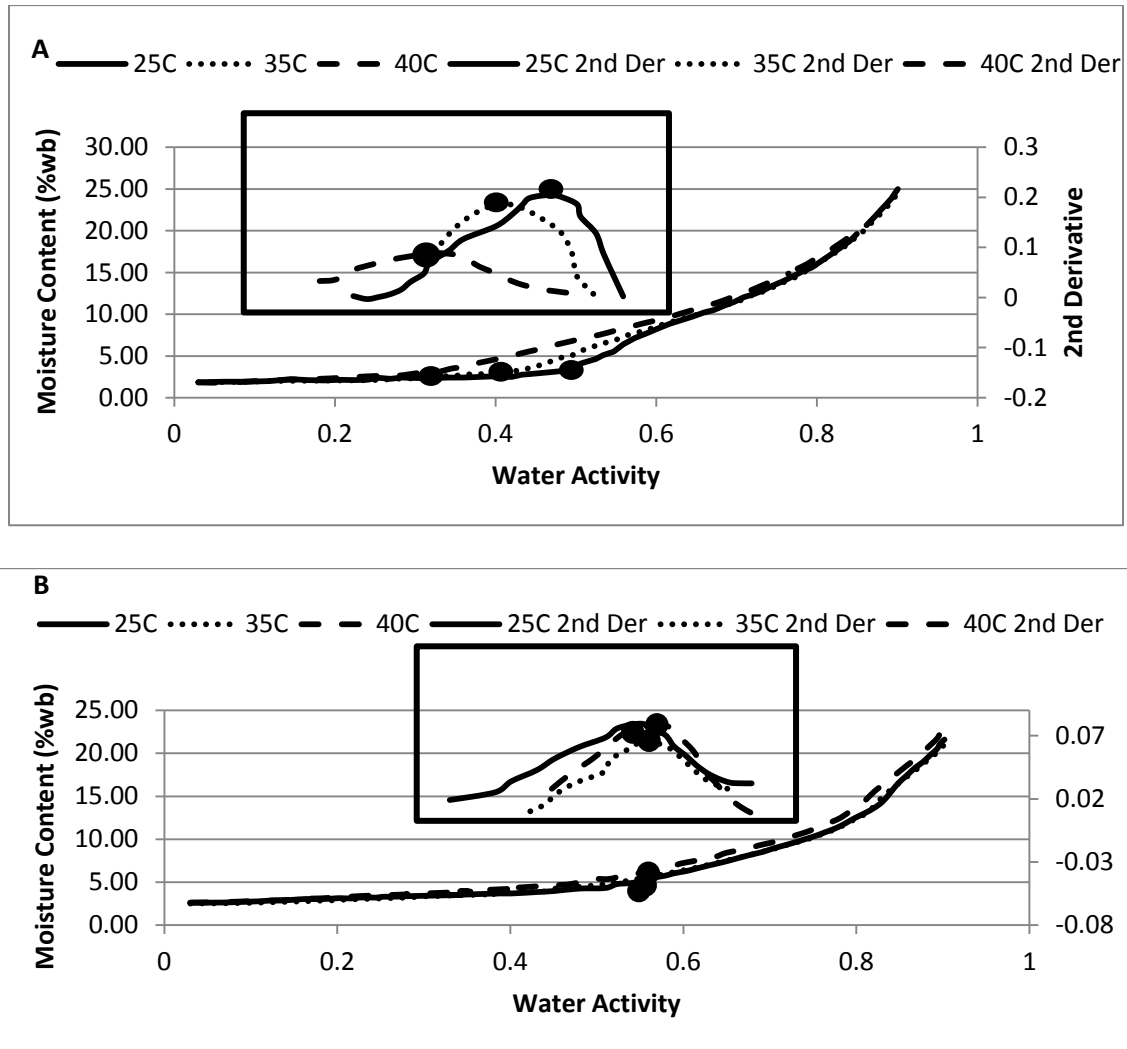 A
25C 35C 40C 25C 2nd Der 35C 2nd Der 40C 2nd Der
Moisture Content (%wb)
30.00
25.00
20.00
15.00
10.00
5.00
0.00
0.3
0.2
0.1
0
-0.1
-0.2
2nd Derivative
0 0.2 0.4 0.6 0.8 1
Water Activity
B
25C 35C 40C 25C 2nd Der 35C 2nd Der 40C 2nd Der
Moisture Content (%wb)
25.00
20.00
15.00
10.00
5.00
0.00
0.07
0.02
-0.03
-0.08
0 0.2 0.4 0.6 0.8 1
Water Activity